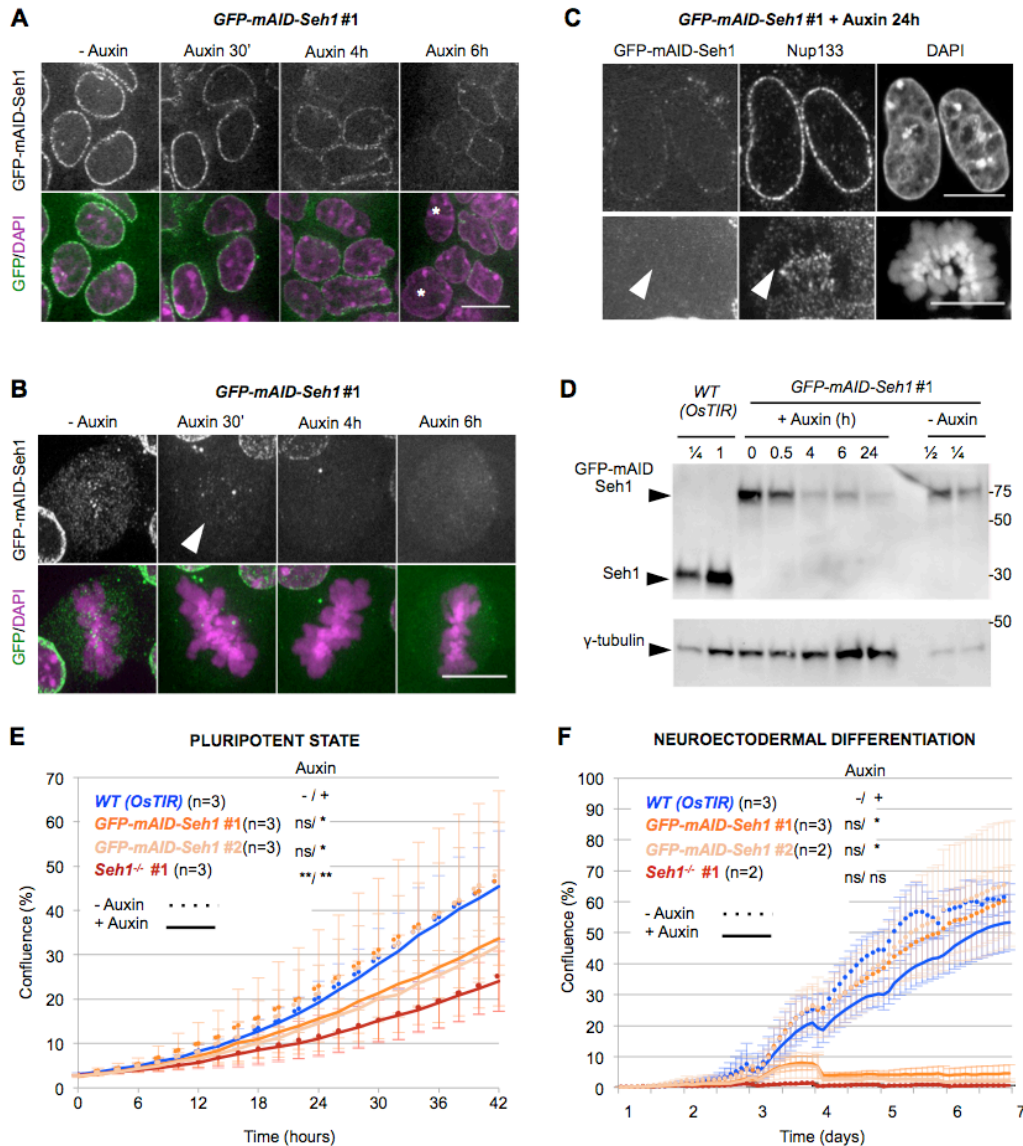 A
GFP-mAID-Seh1 #1
- Auxin Auxin 30' Auxin 4h Auxin 6h
GFP-mAID-Seh1
GFP/DAPI
*
*
B
GFP-mAID-Seh1 #1
- Auxin Auxin 30' Auxin 4h Auxin 6h
GFP-mAID-Seh1
GFP/DAPI
C
GFP-mAID-Seh1 #1 + Auxin 24h
GFP-mAID-Seh1 Nup133 DAPI
D
WT
(OsTIR)
GFP-mAID-Seh1 #1
+ Auxin (h) - Auxin
¼ 1 0 0.5 4 6 24 ½ ¼
GFP-mAID
Seh1
-75
-50
Seh1
-30
-50
γ-tubulin
E
PLURIPOTENT STATE
Auxin
- / +
WT (OsTIR) (n=3)
GFP-mAID-Seh1 #1(n=3) ns/ *
GFP-mAID-Seh1 #2(n=3) ns/ *
Seh1-/- #1 (n=3) **/ **
- Auxin
+ Auxin
Confluence (%)
70
60
50
40
30
20
10
0
0 6 12 18 24 30 36 42
Time (hours)
F
NEUROECTODERMAL DIFFERENTIATION
Auxin
-/ +
WT (OsTIR) (n=3)
GFP-mAID-Seh1 #1(n=3) ns/ *
GFP-mAID-Seh1 #2(n=2) ns/ *
Seh1-/- #1 (n=2) ns/ ns
- Auxin
+ Auxin
Confluence (%)
100
90
80
70
60
50
40
30
20
10
0
1 2 3 4 5 6 7
Time (days)